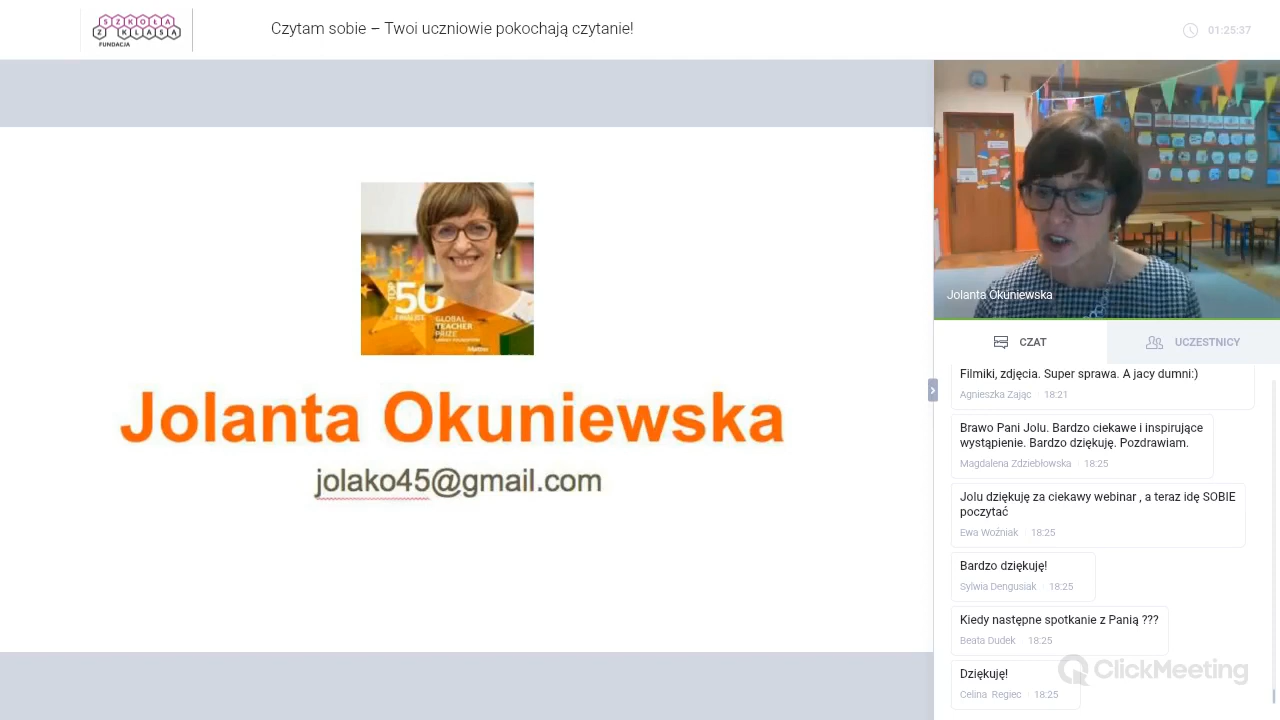 SZKOŁA
Z KLASĄ
FUNDACJA
Czytam sobie – Twoi uczniowie pokochają czytanie!
01:25:37
TOP
50
FINALIST
GLOBAL
TEACHER
PRIZE
Jolanta Okuniewska
jolako45@gmail.com
Jolanta Okuniewska
CZAT
UCZESTNICY
Filmiki, zdjęcia. Super sprawa. A jacy dumni:)
Agnieszka Zając 18:21
Brawo Pani Jolu. Bardzo ciekawe i inspirujące
wystąpienie. Bardzo dziękuję. Pozdrawiam.
Magdalena Zdziebłowska 18:25
Jolu dziękuję za ciekawy webinar , a teraz idę SOBIE
poczytać
Ewa Woźniak 18:25
Bardzo dziękuję!
Sylwia Dengusiak 18:25
Kiedy następne spotkanie z Panią ???
Beata Dudek 18:25
Dziękuję!
Celina Regiec 18:25
ClickMeeting